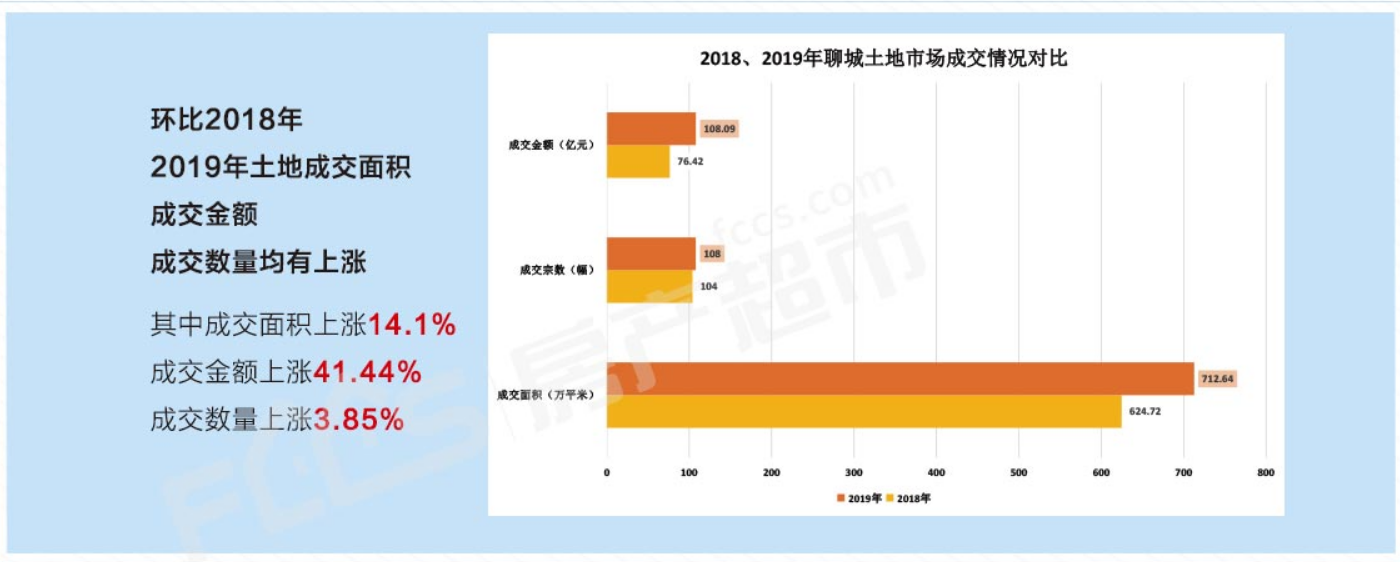 环比2018年
2019年土地成交面积
成交金额
成交数量均有上涨
其中成交面积上涨14.1%
成交金额上涨41.44%
成交数量上涨3.85%
2018、2019年聊城土地市场成交情况对比
成交金额（亿元）
108.09
76.42
成交宗数（幅）
108
104
成交面积（万平米）
712.64
624.72
0 100 200 300 400 500 600 700 800
2019年 2018年
fccs.com
房产超市
FCCS